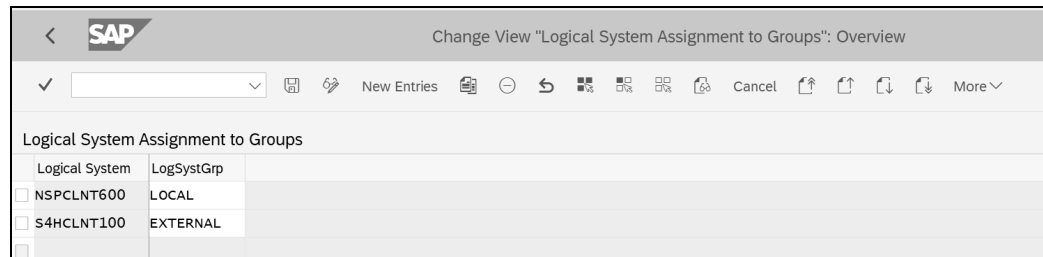 SAP Change View "Logical System Assignment to Groups": Overview
New Entries Cancel More
Logical System Assignment to Groups
Logical System LogSystGrp
NSPCLNT600 LOCAL
S4HCLNT100 EXTERNAL